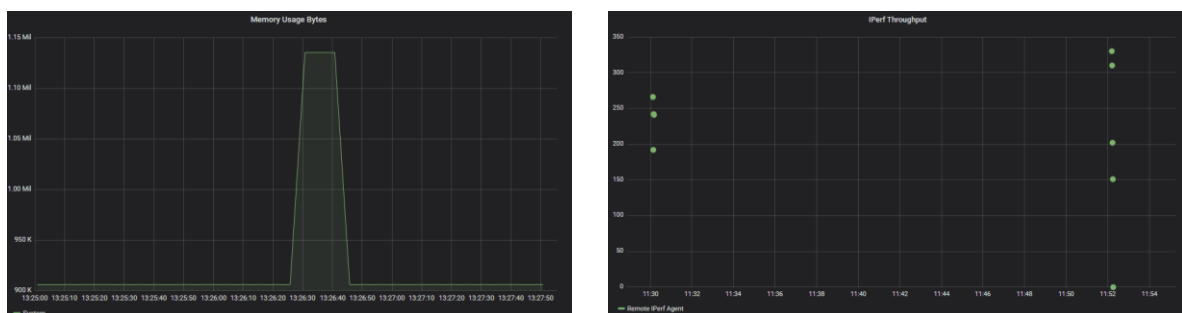 Memory Usage Bytes
1.15 Mil
1.10 Mil
1.05 Mil
1.00 Mil
950 K
900 K
13:25:00 13:25:10 13:25:20 13:25:30 13:25:40 13:25:50 13:26:00 13:26:10 13:26:20 13:26:30 13:26:40 13:26:50 13:27:00 13:27:10 13:27:20 13:27:30 13:27:40 13:27:50
IPerf Throughput
350
300
250
200
150
100
50
0
11:30 11:32 11:34 11:36 11:38 11:40 11:42 11:44 11:46 11:48 11:50 11:52 11:54
Remote IPerf Agent